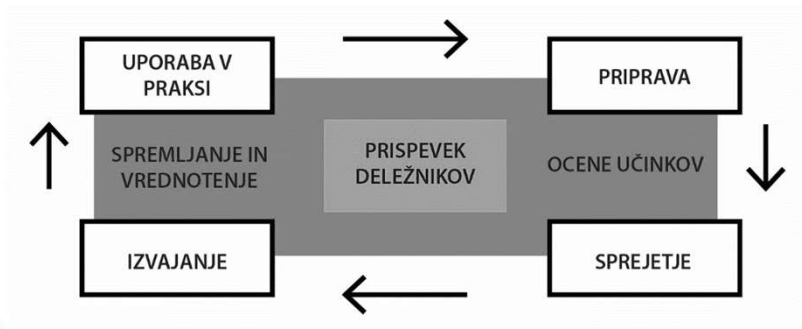 UPORABA V
PRAKSI
PRIPRAVA
SPREMLJANJE IN
VREDNOTENJE
PRISPEVEK
DELEŽNIKOV
OCENE UČINKOV
IZVAJANJE
SPREJETJE